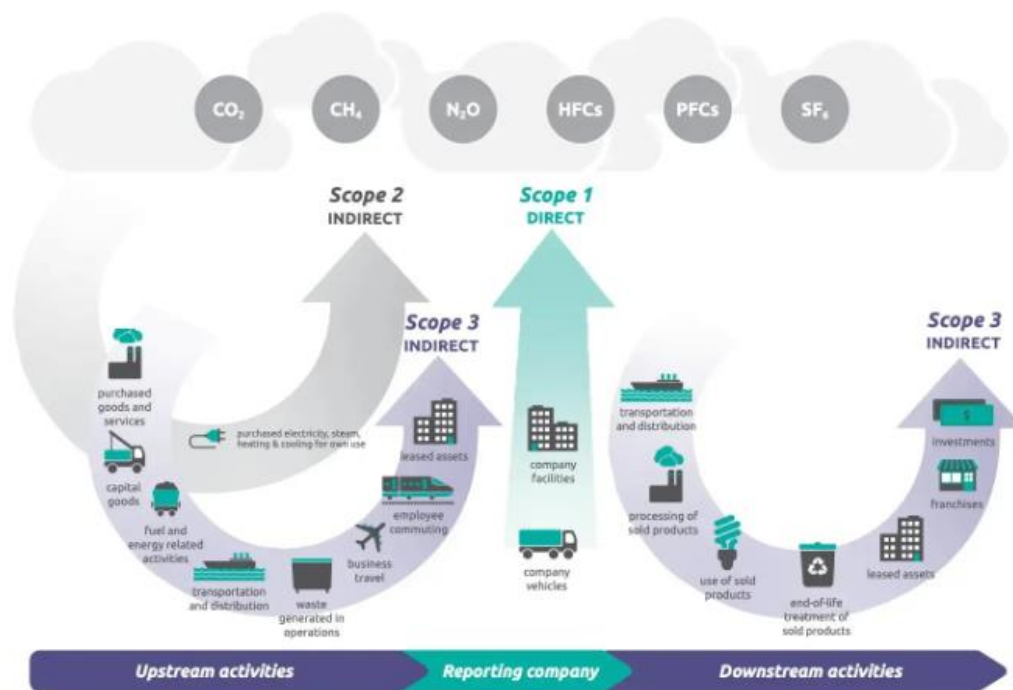 CO₂
CH₄
N₂O
HFCs
PFCs
SF₆
Scope 2
INDIRECT
Scope 1
DIRECT
Scope 3
INDIRECT
Scope 3
INDIRECT
purchased
goods and
services
capital
goods
fuel and
energy related
activities
transportation
and distribution
waste
generated in
operations
business
travel
employee
commuting
leased assets
purchased electricity, steam,
heating & cooling for own use
company
facilities
company
vehicles
transportation
and distribution
processing of
sold products
use of sold
products
end-of-life
treatment of
sold products
leased assets
franchises
$
investments
Upstream activities
Reporting company
Downstream activities